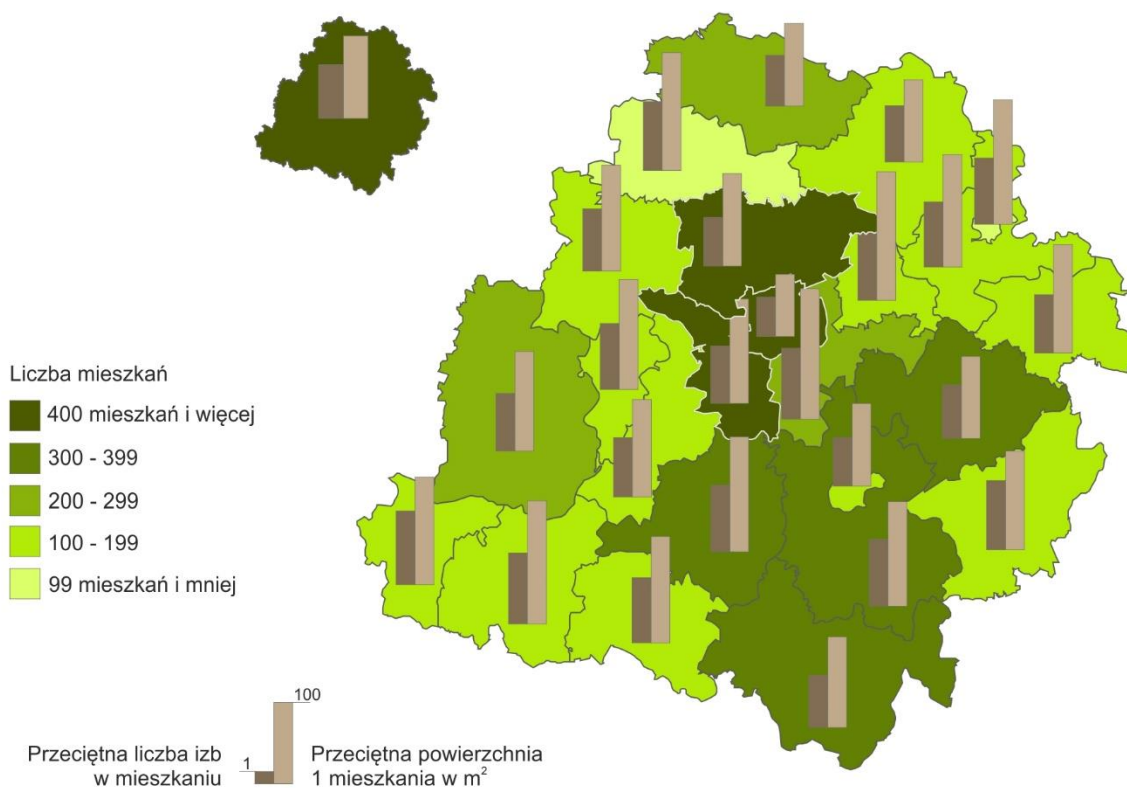 Liczba mieszkań
400 mieszkań i więcej
300 - 399
200 - 299
100 - 199
99 mieszkań i mniej
100
1
Przeciętna liczba izb
w mieszkaniu
Przeciętna powierzchnia
1 mieszkania w m²